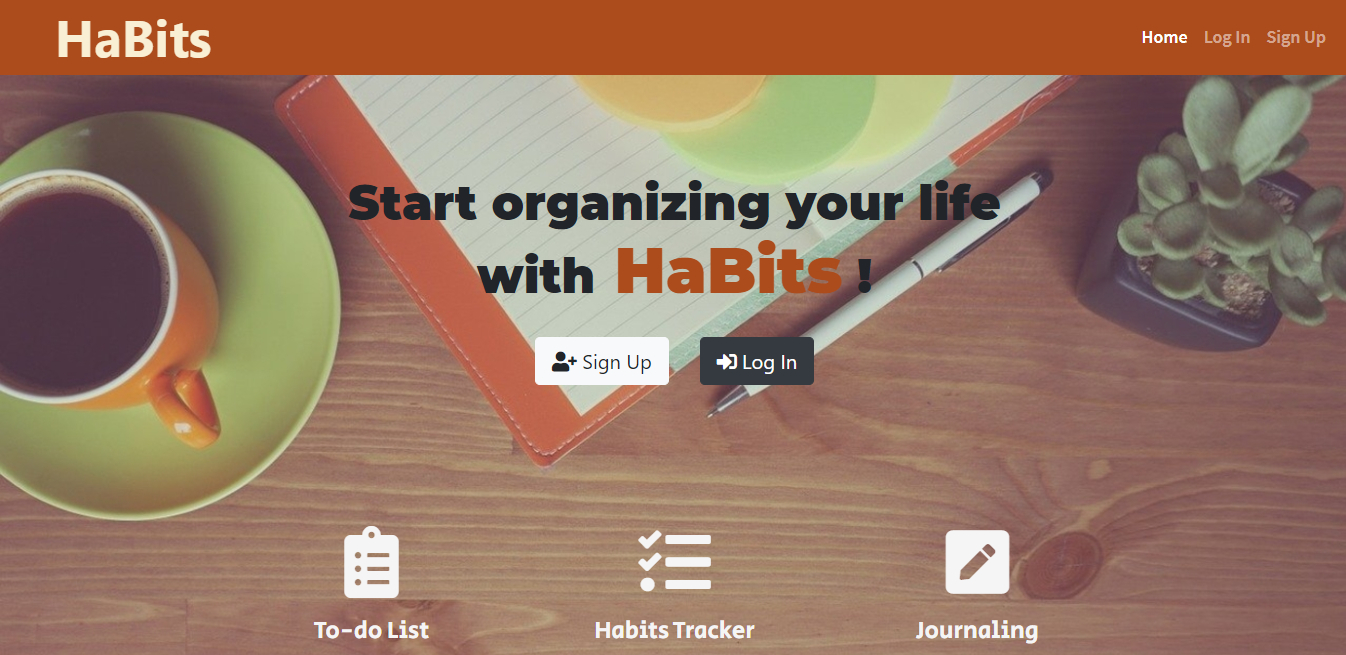 HaBits
Home Log In Sign Up
Start organizing your life
with HaBits !
Sign Up Log In
To-do List Habits Tracker Journaling